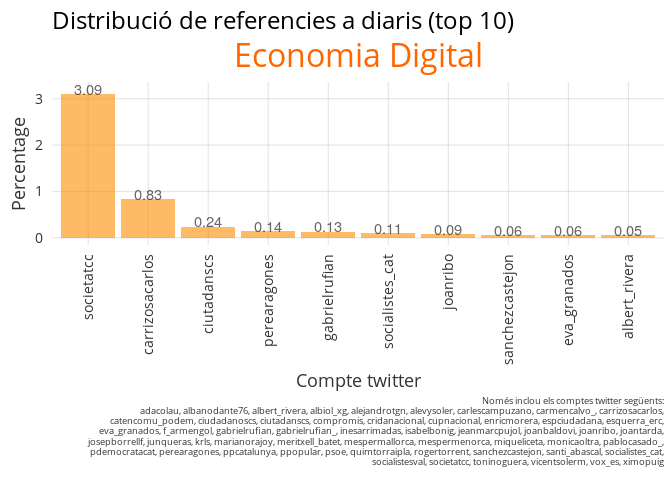 Distribució de referencies a diaris (top 10)
Economia Digital
Percentage
3
2
1
0
3.09
0.83
0.24
0.14
0.13
0.11
0.09
0.06
0.06
0.05
societatcc
carrizosacarlos
ciutadanscs
perearagones
gabrielrufian
socialistes_cat
joanribo
sanchezcastejon
eva_granados
albert_rivera
Compte twitter
Només inclou els comptes twitter següents:
adacolau, albanodante76, albert_rivera, albiol_xg, alejandrotgn, alevysoler, carlescampuzano, carmencalvo_, carrizosacarlos,
catencomu_podem, ciudadanoscs, ciutadanscs, compromis, cridanacional, cupnacional, enricmorera, espciudadana, esquerra_erc,
eva_granados, f_armengol, gabrielrufian, gabrielrufian_, inesarrimadas, isabelbonig, jeanmarcpujol, joanbaldovi, joanribo, joantarda,
josepborrellf, junqueras, krls, marianorajoy, meritxell_batet, mespermallorca, mespermenorca, miqueliceta, monicaoltra, pablocasado_,
pdemocratacat, perearagones, ppcatalunya, ppopular, psoe, quimtorraipla, rogertorrent, sanchezcastejon, santi_abascal, socialistes_cat,
socialistesval, societatcc, toninoguera, vicentsolerm, vox_es, ximopuig